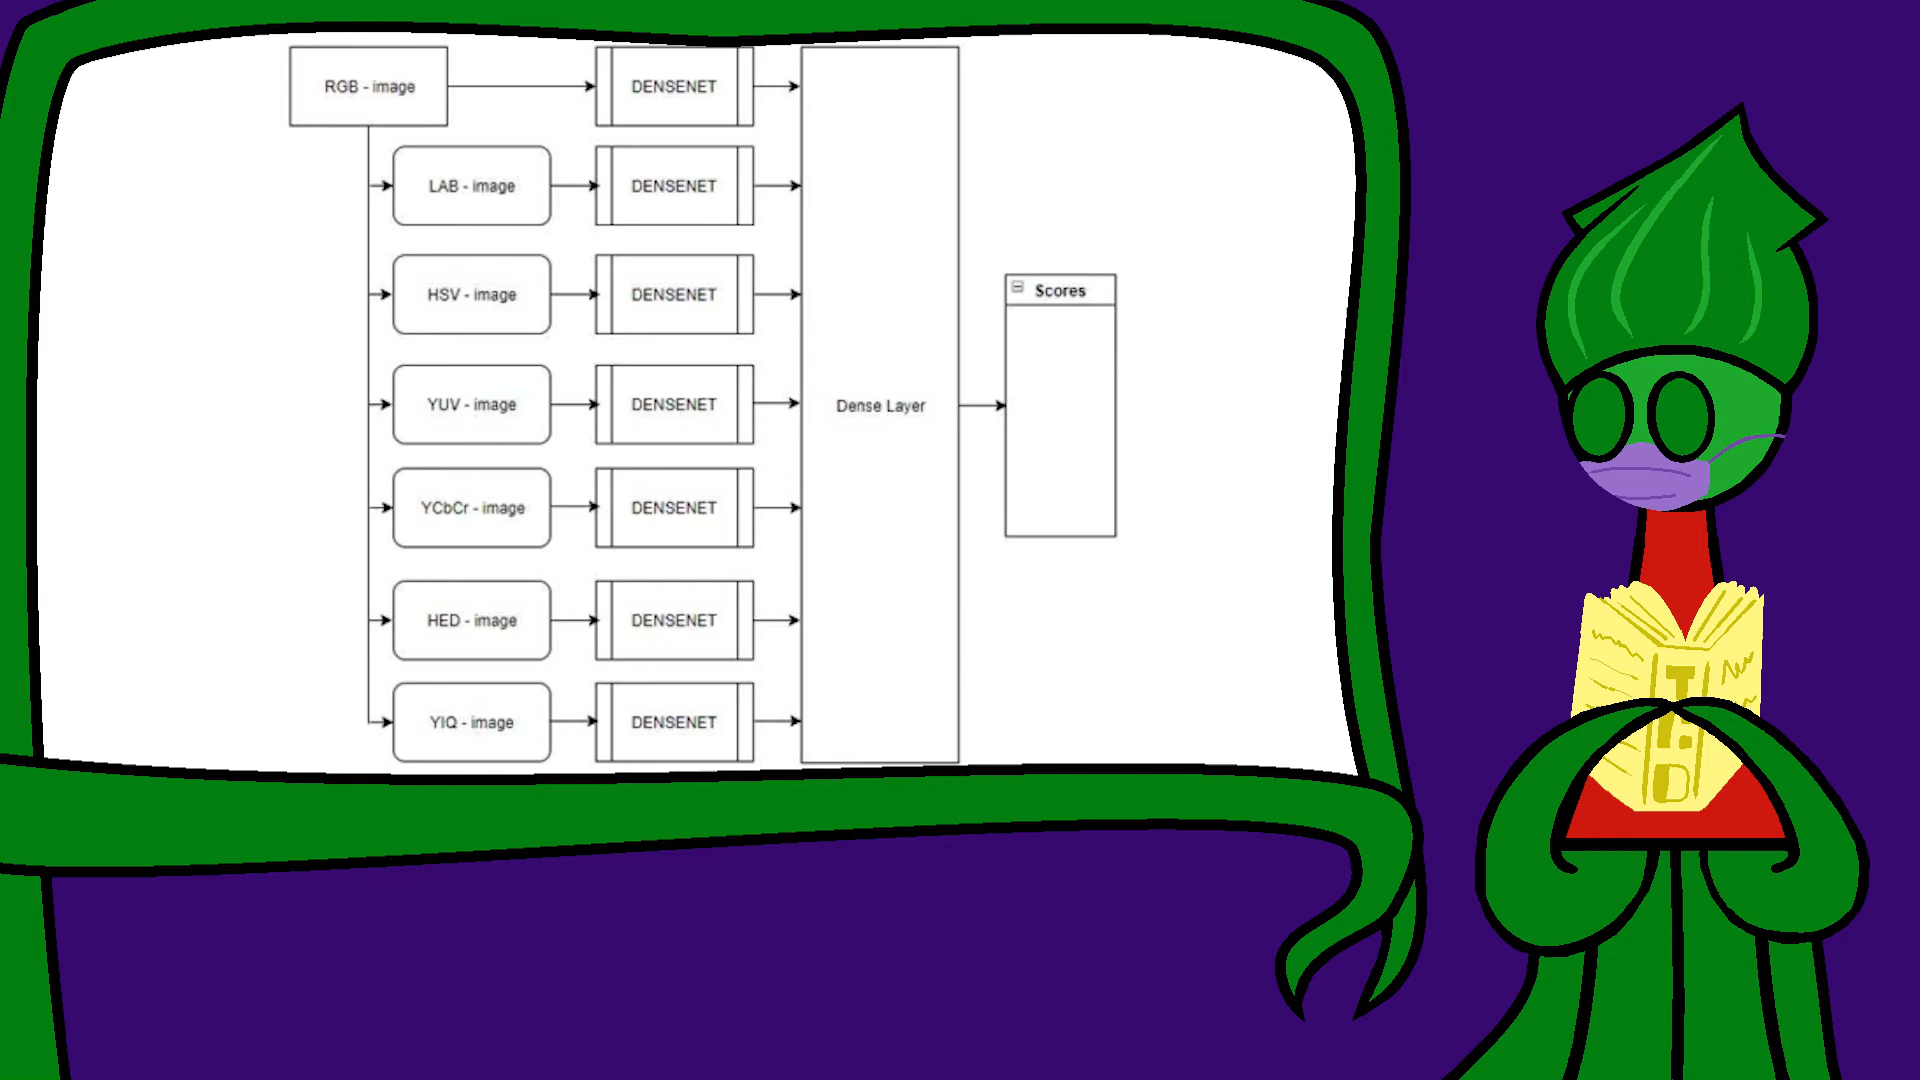 RGB - image
DENSENET
LAB - image
DENSENET
HSV - image
DENSENET
YUV - image
DENSENET
YCbCr - image
DENSENET
HED - image
DENSENET
YIQ - image
DENSENET
Dense Layer
Scores